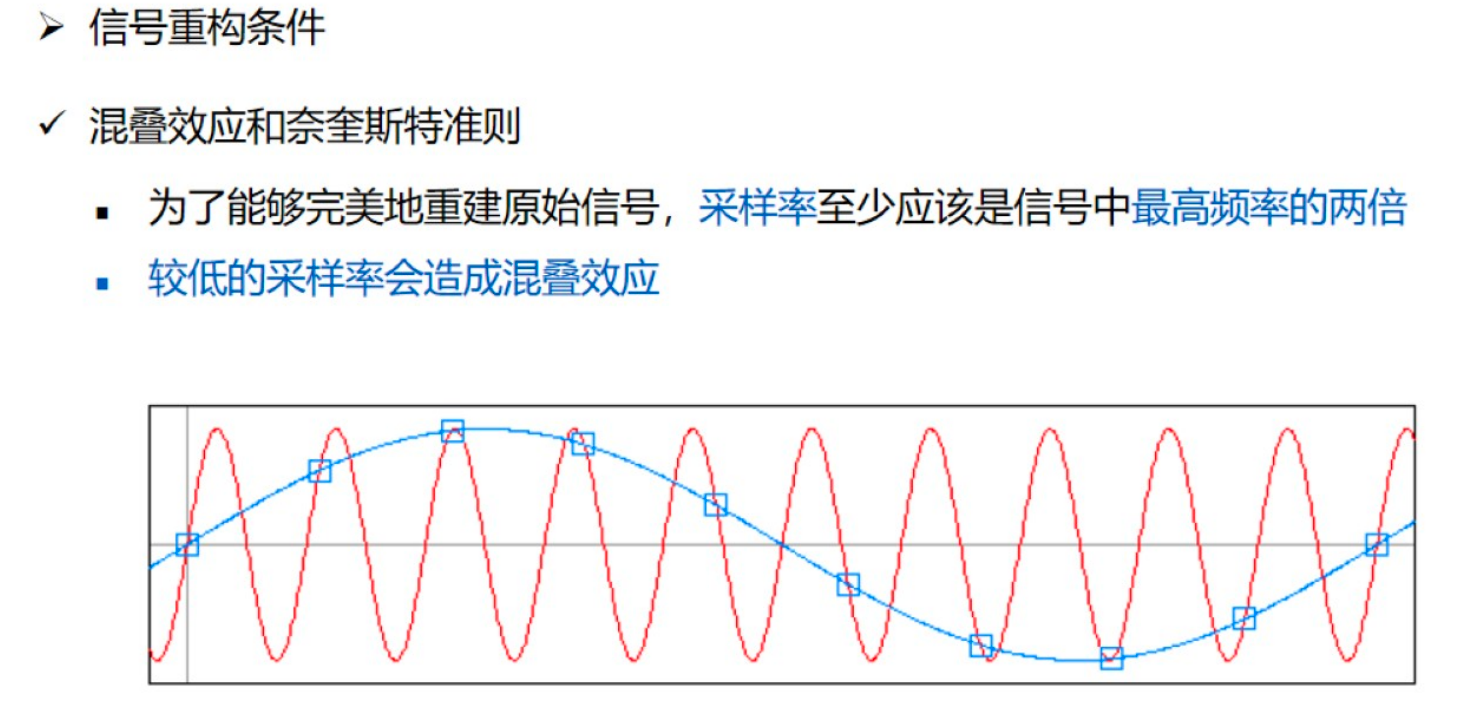 信号重构条件
混叠效应和奈奎斯特准则
为了能够完美地重建原始信号，采样率至少应该是信号中最高频率的两倍
较低的采样率会造成混叠效应